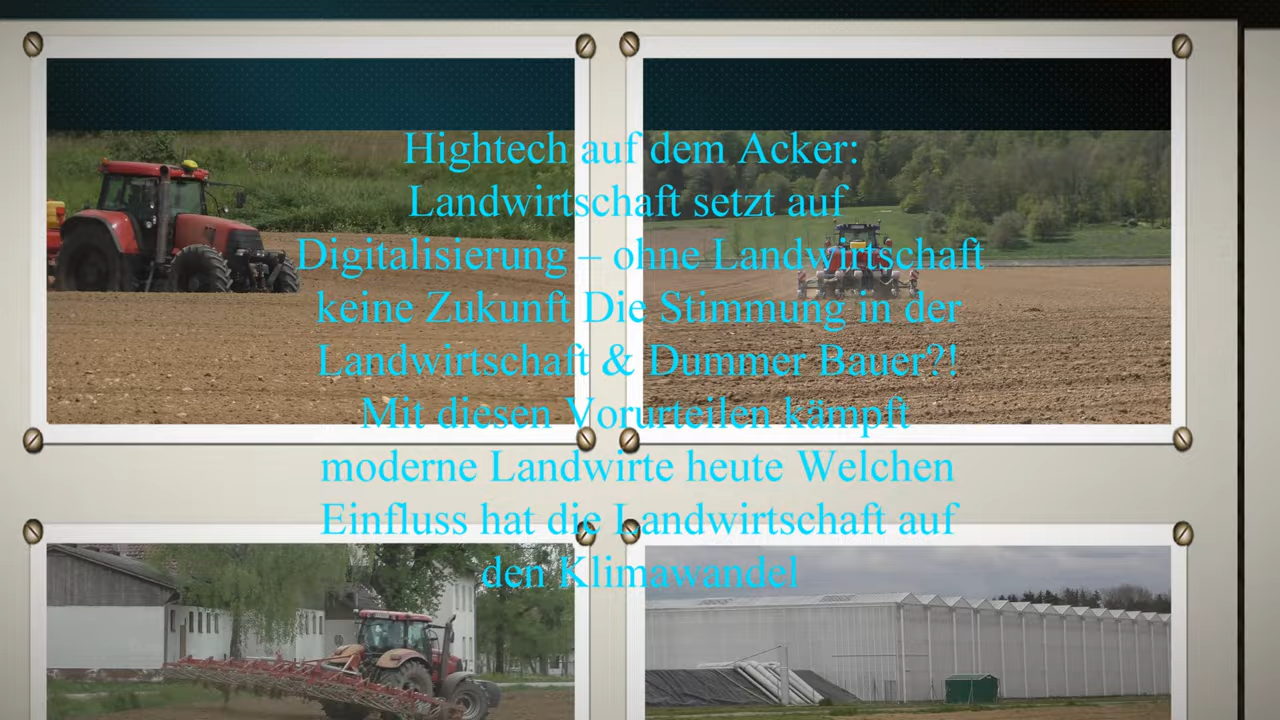 Hightech auf dem Acker:
Landwirtschaft setzt auf
Digitalisierung – ohne Landwirtschaft
keine Zukunft Die Stimmung in der
Landwirtschaft & Dummer Bauer?!
Mit diesen Vorurteilen kämpft
moderne Landwirte heute Welchen
Einfluss hat die Landwirtschaft auf
den Klimawandel